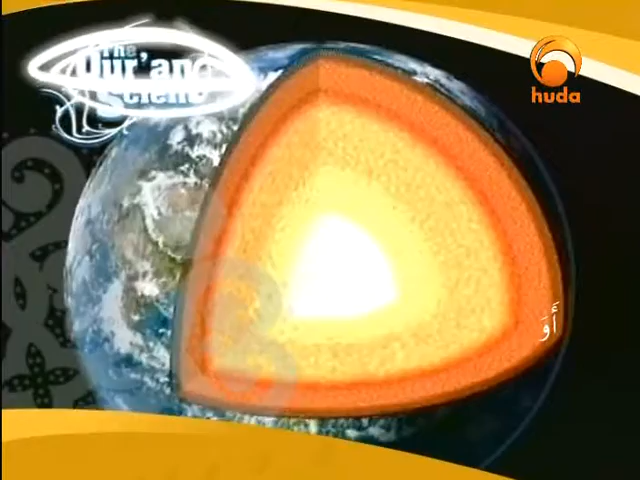 The
Qur'an
&
Science
huda
أَوَ